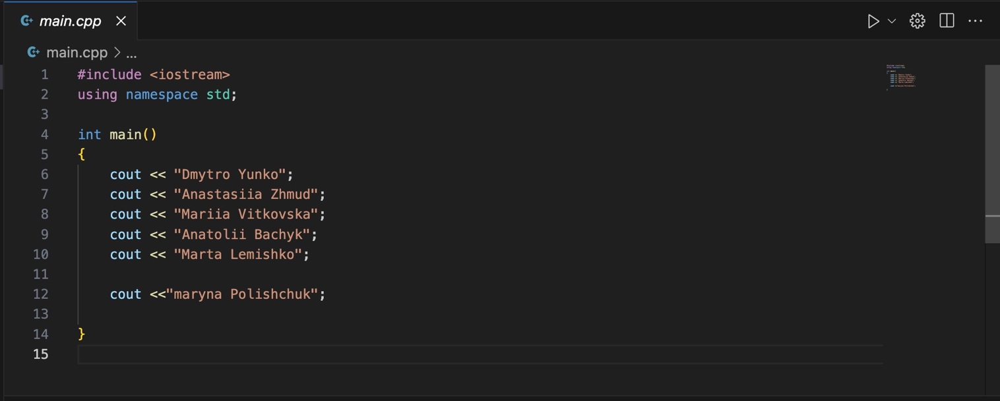 main.cpp
main.cpp > ...
1 #include <iostream>
2 using namespace std;
3
4 int main()
5 {
6 cout << "Dmytro Yunko";
7 cout << "Anastasiia Zhmud";
8 cout << "Mariia Vitkovska";
9 cout << "Anatolii Bachyk";
10 cout << "Marta Lemishko";
11
12 cout <<"maryna Polishchuk";
13
14 }
15